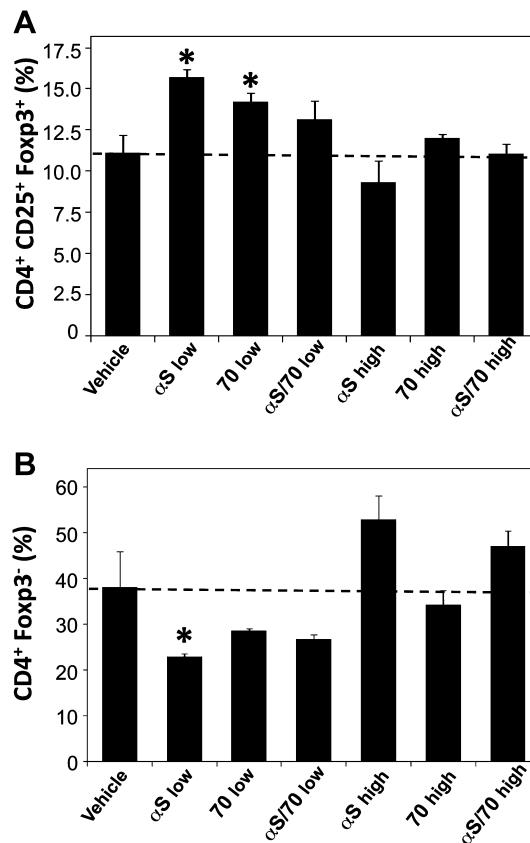 A
CD4+ CD25+ Foxp3+ (%)
17.5
15.0
12.5
10.0
7.5
5.0
2.5
0
*
*
Vehicle
αS low
70 low
αS/70 low
αS high
70 high
αS/70 high
B
CD4+ Foxp3- (%)
60
50
40
30
20
10
0
*
Vehicle
αS low
70 low
αS/70 low
αS high
70 high
αS/70 high